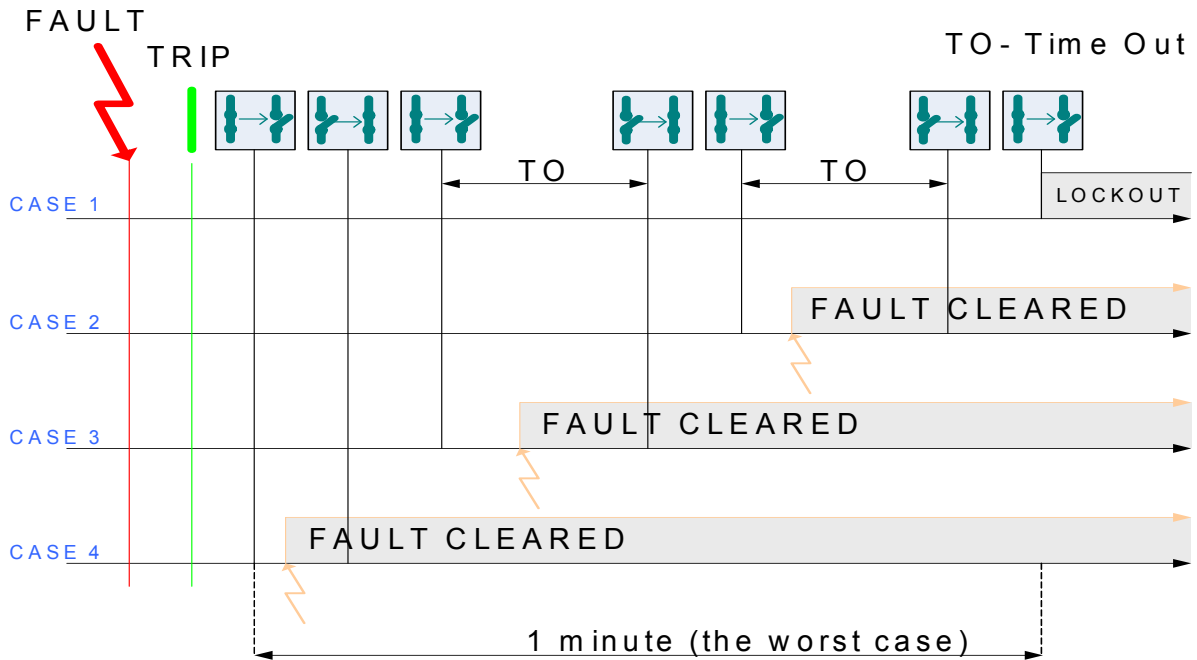 FAULT
TRIP
TO- Time Out
TO
TO
CASE 1
LOCKOUT
CASE 2
FAULT CLEARED
CASE 3
FAULT CLEARED
CASE 4
FAULT CLEARED
1 minute (the worst case)